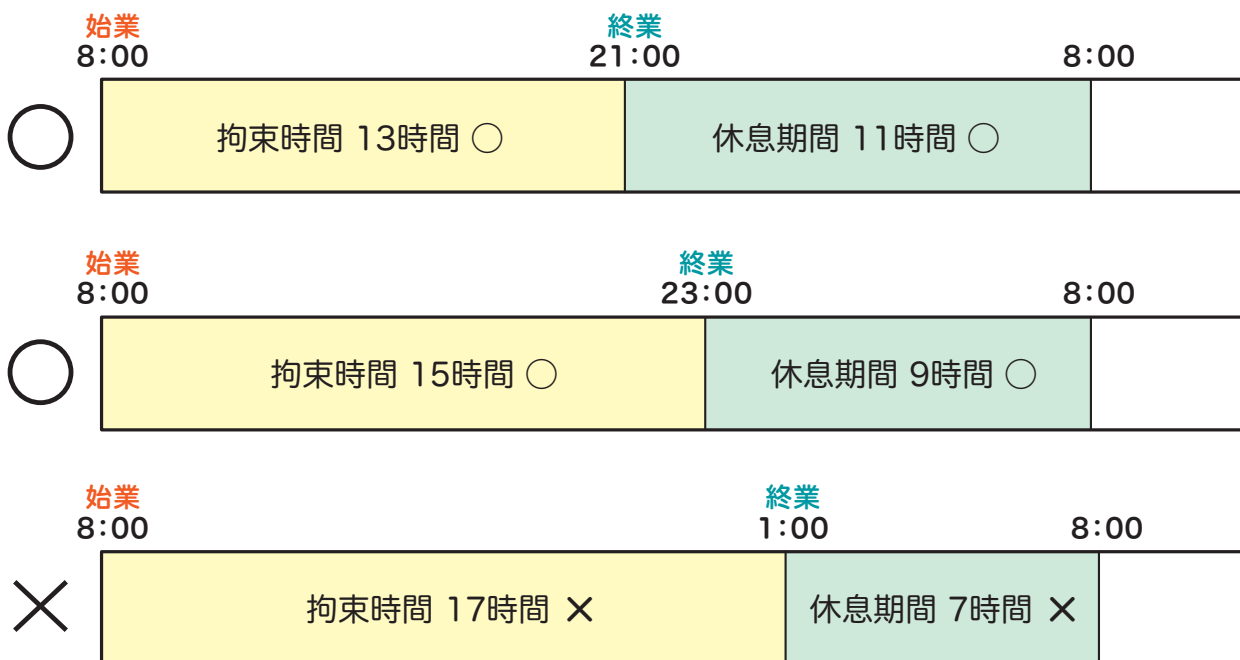 始業 終業
8:00 21:00 8:00
拘束時間 13時間 ○ 休息期間 11時間 ○
始業 終業
8:00 23:00 8:00
拘束時間 15時間 ○ 休息期間 9時間 ○
始業 終業
8:00 1:00 8:00
拘束時間 17時間 × 休息期間 7時間 ×